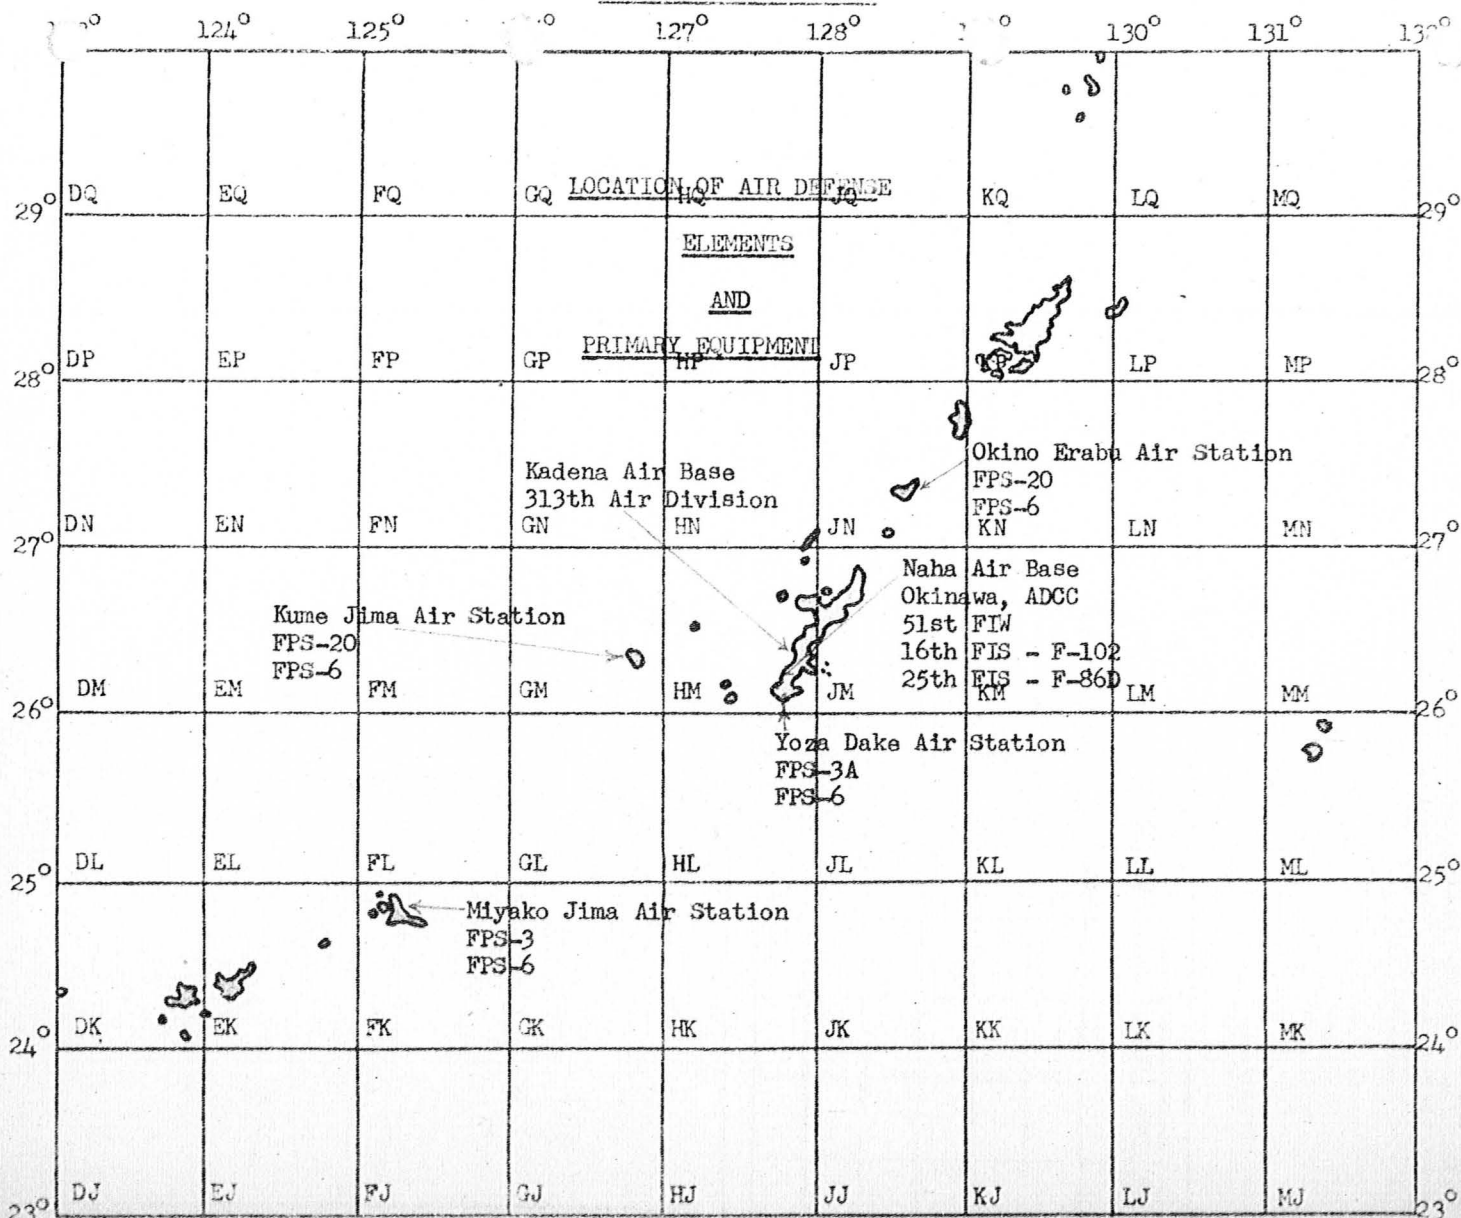 124° 125° 127° 128° 130° 131°
DQ EQ FQ GQ HQ JQ KQ LQ MQ
LOCATION OF AIR DEFENSE
29° 29°
ELEMENTS
AND
PRIMARY EQUIPMENT
DP EP FP GP HP JP KP LP MP
28° 28°
Okino Erabu Air Station
FPS-20
FPS-6
Kadena Air Base
313th Air Division
DN EN FN GN HN JN KN LN MN
27° 27°
Naha Air Base
Okinawa, ADCC
51st FIW
16th FIS - F-102
25th FIS - F-86D
Kume Jima Air Station
FPS-20
FPS-6
DM EM FM GM HM JM KM LM MM
26° 26°
Yoza Dake Air Station
FPS-3A
FPS-6
DL EL FL GL HL JL KL LL ML
25° 25°
Miyako Jima Air Station
FPS-3
FPS-6
DK EK FK GK HK JK KK LK MK
24° 24°
DJ EJ FJ GJ HJ JJ KJ LJ MJ
23° 23°